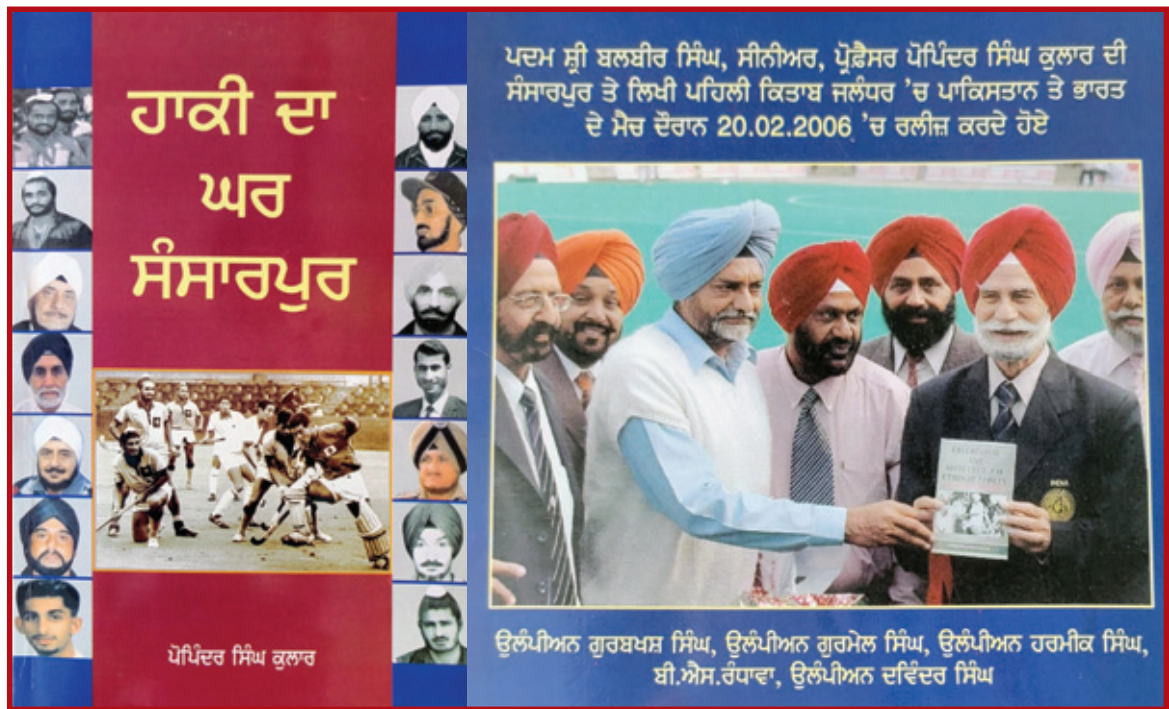 ਹਾਕੀ ਦਾ
ਘਰ
ਸੰਸਾਰਪੁਰ
ਪੋਪਿੰਦਰ ਸਿੰਘ ਕੁਲਾਰ
ਪਦਮ ਸ਼੍ਰੀ ਬਲਬੀਰ ਸਿੰਘ, ਸੀਨੀਅਰ, ਪ੍ਰੋਫ਼ੈਸਰ ਪੋਪਿੰਦਰ ਸਿੰਘ ਕੁਲਾਰ ਦੀ
ਸੰਸਾਰਪੁਰ ਤੇ ਲਿਖੀ ਪਹਿਲੀ ਕਿਤਾਬ ਜਲੰਧਰ 'ਚ ਪਾਕਿਸਤਾਨ ਤੇ ਭਾਰਤ
ਦੇ ਮੈਚ ਦੌਰਾਨ 20.02.2006 'ਚ ਰਲੀਜ਼ ਕਰਦੇ ਹੋਏ
INDIA
ਉਲੰਪੀਅਨ ਗੁਰਬਖਸ਼ ਸਿੰਘ, ਉਲੰਪੀਅਨ ਗੁਰਮੇਲ ਸਿੰਘ, ਉਲੰਪੀਅਨ ਹਰਮੀਕ ਸਿੰਘ,
ਬੀ.ਐਸ.ਰੰਧਾਵਾ, ਉਲੰਪੀਅਨ ਦਵਿੰਦਰ ਸਿੰਘ